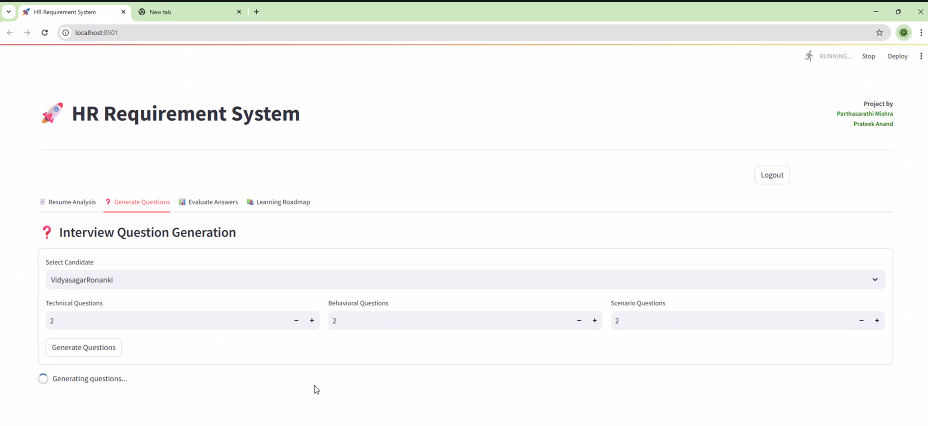 HR Requirement System
New tab
localhost:8501
RUNNING...
Stop
Deploy
HR Requirement System
Project by
Parthasarathi Mishra
Prateek Anand
Logout
Resume Analysis
Generate Questions
Evaluate Answers
Learning Roadmap
Interview Question Generation
Select Candidate
VidyasagarRonanki
Technical Questions
Behavioral Questions
Scenario Questions
2
2
2
Generate Questions
Generating questions...